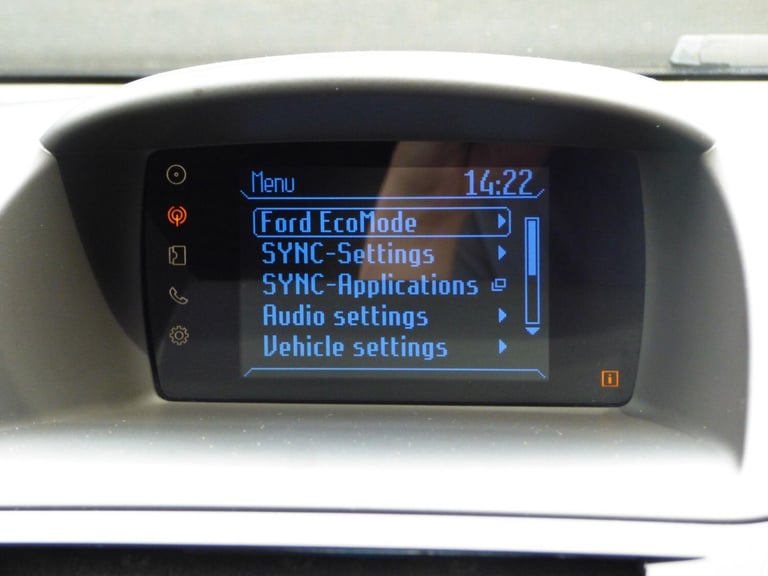 Menu 14:22
Ford EcoMode
SYNC-Settings
SYNC-Applications
Audio settings
Vehicle settings
i